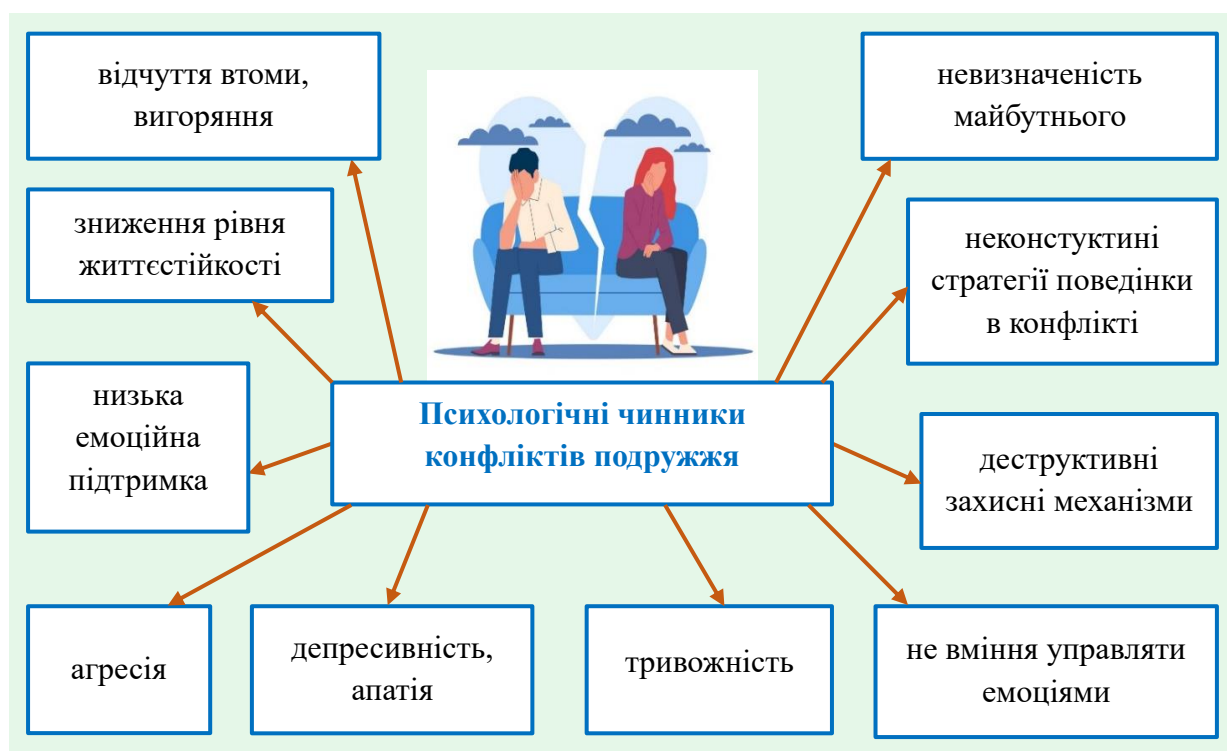 відчуття втоми,
вигоряння
невизначеність
майбутнього
зниження рівня
життєстійкості
неконстуктині
стратегії поведінки
в конфлікті
низька
емоційна
підтримка
Психологічні чинники
конфліктів подружжя
деструктивні
захисні механізми
агресія
депресивність,
апатія
тривожність
не вміння управляти
емоціями